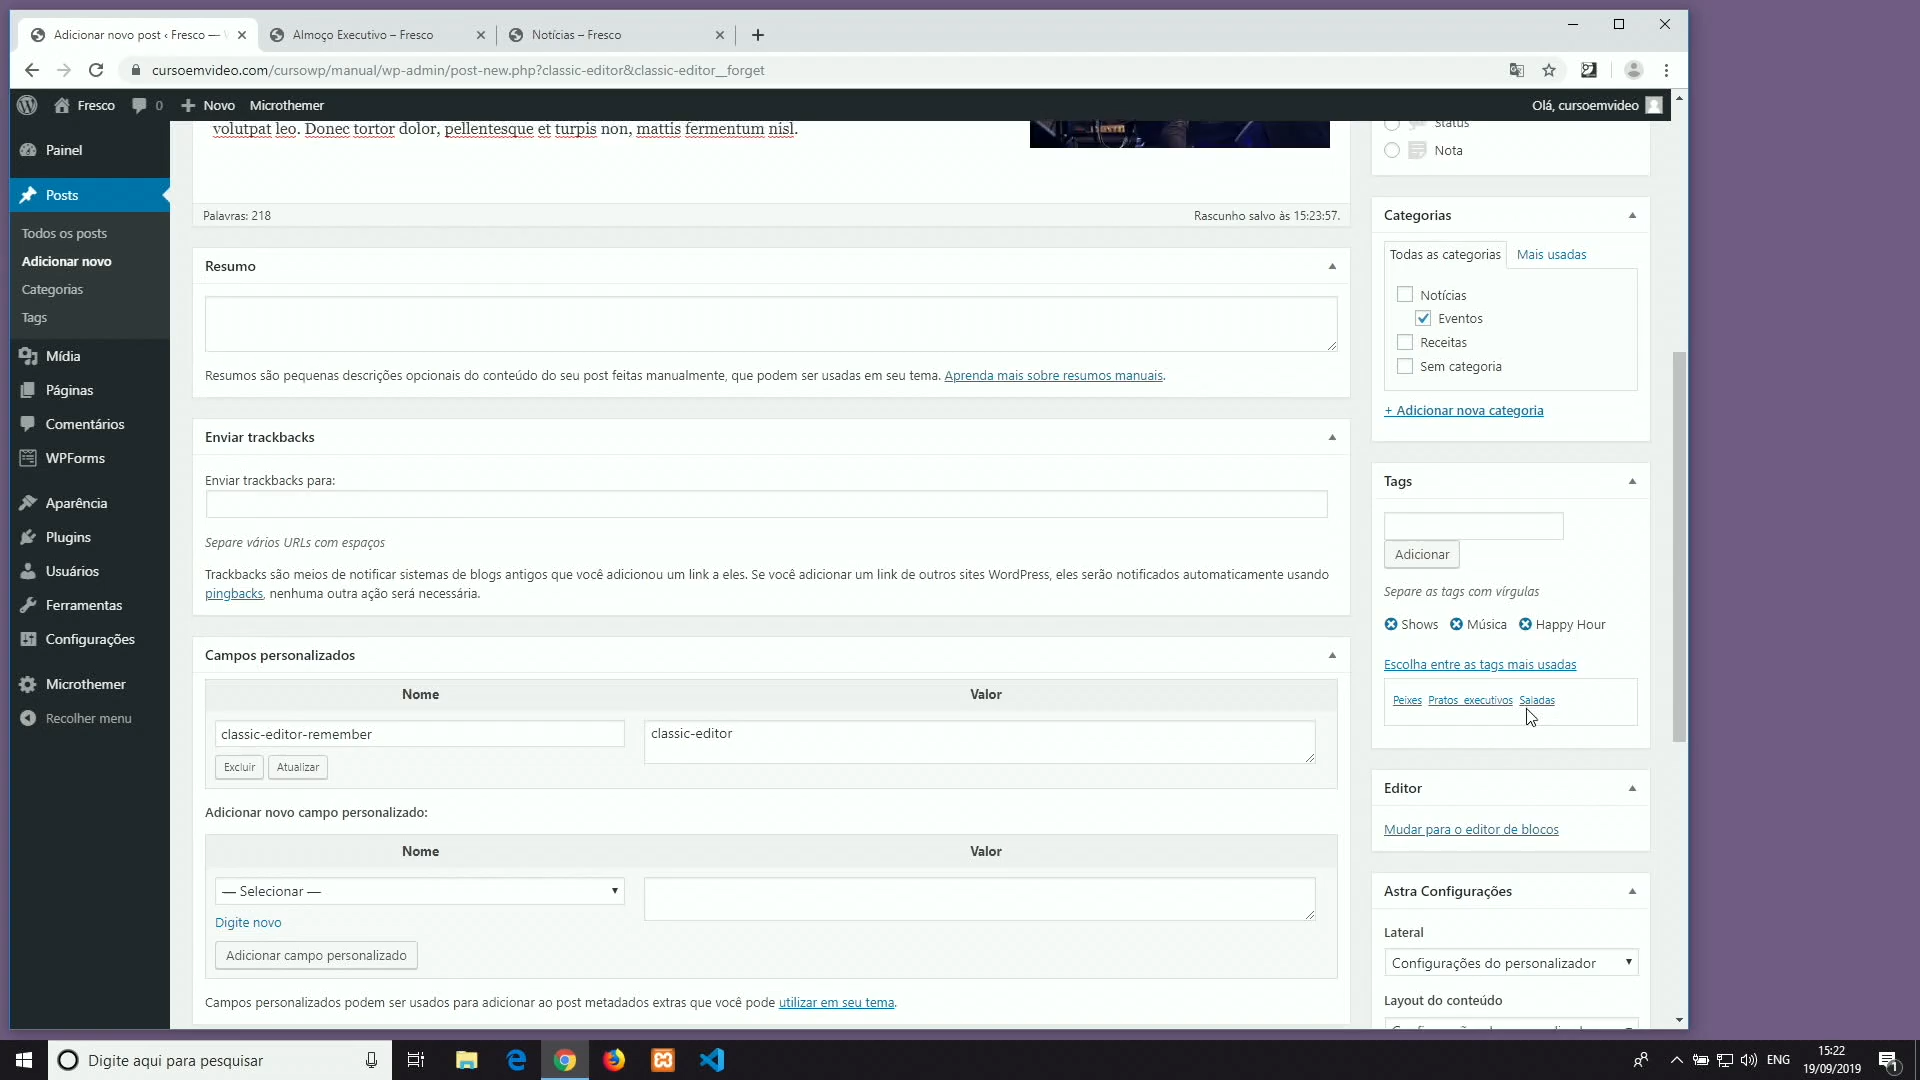 Adicionar novo post ‹ Fresco —
Almoço Executivo – Fresco
Notícias – Fresco
cursoemvideo.com/cursowp/manual/wp-admin/post-new.php?classic-editor&classic-editor__forget
Fresco
0
Novo
Microthemer
Olá, cursoemvideo
Painel
Posts
Todos os posts
Adicionar novo
Categorias
Tags
Mídia
Páginas
Comentários
WPForms
Aparência
Plugins
Usuários
Ferramentas
Configurações
Microthemer
Recolher menu
volutpat leo. Donec tortor dolor, pellentesque et turpis non, mattis fermentum nisl.
Palavras: 218
Rascunho salvo às 15:23:57.
Resumo
Resumos são pequenas descrições opcionais do conteúdo do seu post feitas manualmente, que podem ser usadas em seu tema. Aprenda mais sobre resumos manuais.
Enviar trackbacks
Enviar trackbacks para:
Separe vários URLs com espaços
Trackbacks são meios de notificar sistemas de blogs antigos que você adicionou um link a eles. Se você adicionar um link de outros sites WordPress, eles serão notificados automaticamente usando
pingbacks, nenhuma outra ação será necessária.
Campos personalizados
Nome
Valor
classic-editor-remember
classic-editor
Excluir
Atualizar
Adicionar novo campo personalizado:
Nome
Valor
— Selecionar —
Digite novo
Adicionar campo personalizado
Campos personalizados podem ser usados para adicionar ao post metadados extras que você pode utilizar em seu tema.
Status
Nota
Categorias
Todas as categorias
Mais usadas
Notícias
Eventos
Receitas
Sem categoria
+ Adicionar nova categoria
Tags
Adicionar
Separe as tags com vírgulas
Shows
Música
Happy Hour
Escolha entre as tags mais usadas
Peixes
Pratos executivos
Saladas
Editor
Mudar para o editor de blocos
Astra Configurações
Lateral
Configurações do personalizador
Layout do conteúdo
Digite aqui para pesquisar
ENG
15:22
19/09/2019
1